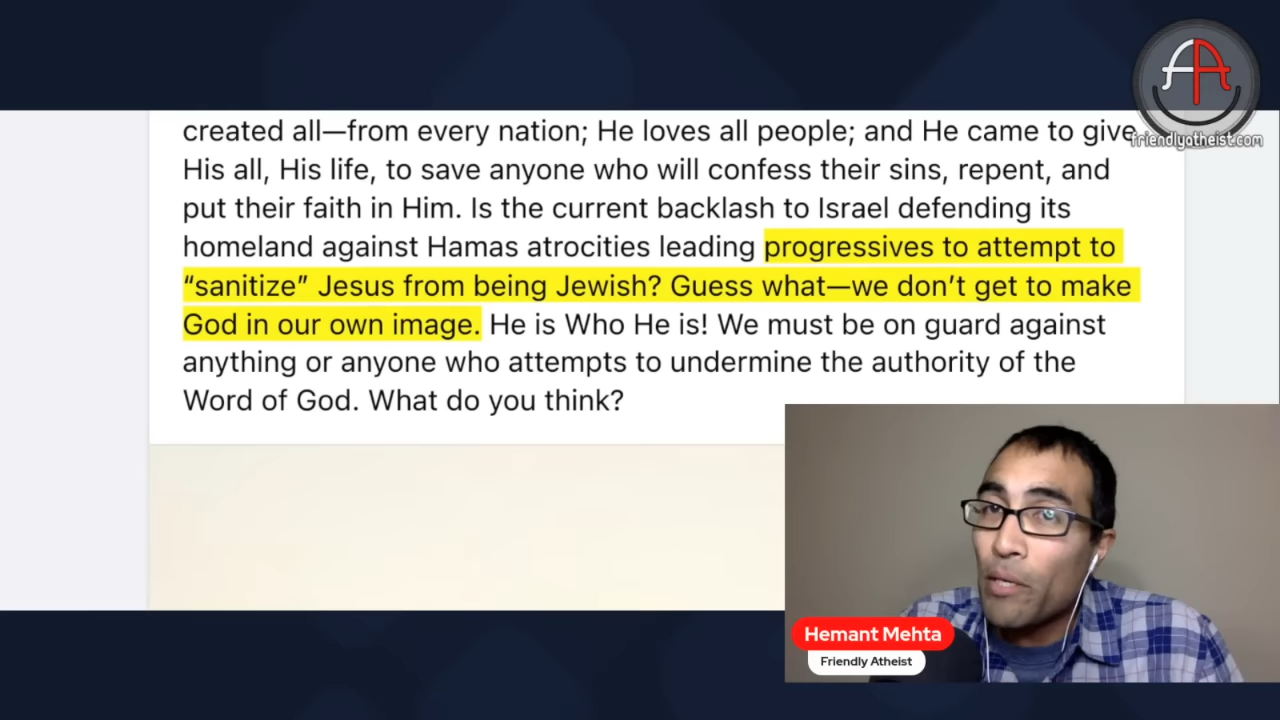 friendlyatheist.com
created all—from every nation; He loves all people; and He came to give
His all, His life, to save anyone who will confess their sins, repent, and
put their faith in Him. Is the current backlash to Israel defending its
homeland against Hamas atrocities leading progressives to attempt to
“sanitize” Jesus from being Jewish? Guess what—we don’t get to make
God in our own image. He is Who He is! We must be on guard against
anything or anyone who attempts to undermine the authority of the
Word of God. What do you think?
Hemant Mehta
Friendly Atheist